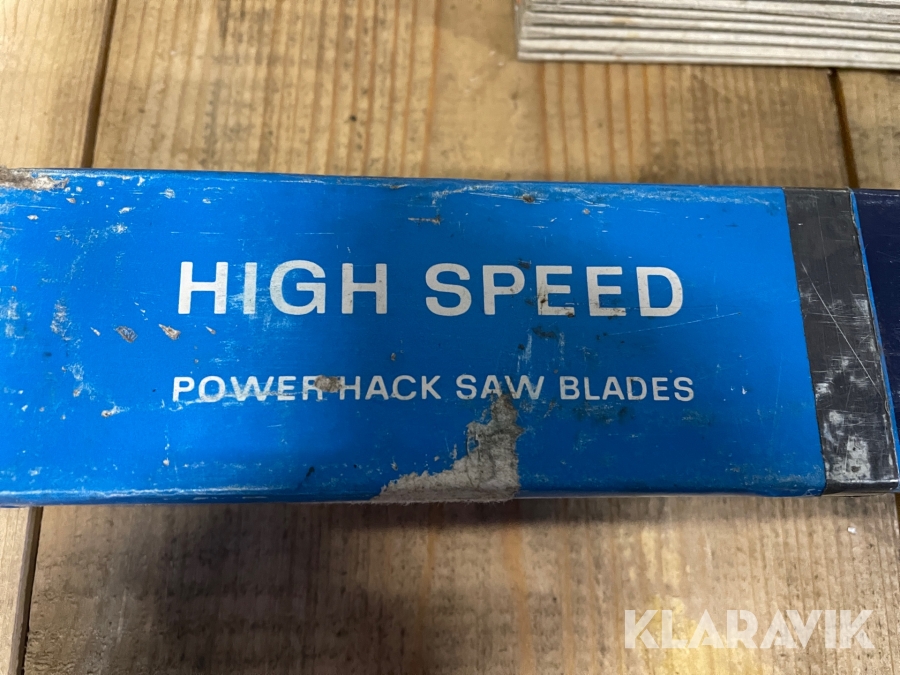 HIGH SPEED
POWER HACK SAW BLADES
KLARAVIK